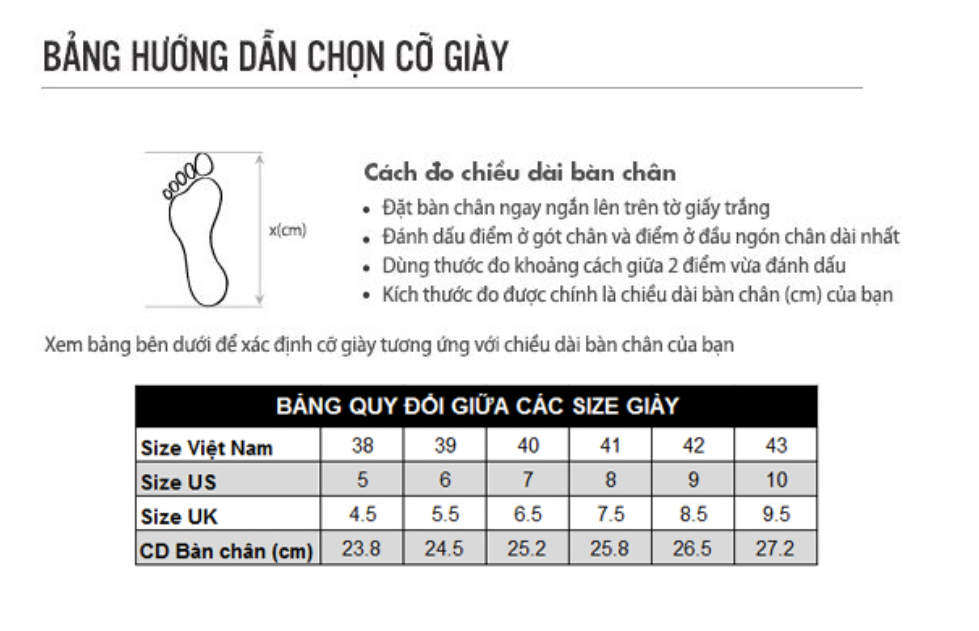 BẢNG HƯỚNG DẪN CHỌN CỠ GIÀY
x(cm)
Cách đo chiều dài bàn chân
• Đặt bàn chân ngay ngắn lên trên tờ giấy trắng
• Đánh dấu điểm ở gót chân và điểm ở đầu ngón chân dài nhất
• Dùng thước đo khoảng cách giữa 2 điểm vừa đánh dấu
• Kích thước đo được chính là chiều dài bàn chân (cm) của bạn
Xem bảng bên dưới để xác định cỡ giày tương ứng với chiều dài bàn chân của bạn
BẢNG QUY ĐỔI GIỮA CÁC SIZE GIÀY
Size Việt Nam 38 39 40 41 42 43
Size US 5 6 7 8 9 10
Size UK 4.5 5.5 6.5 7.5 8.5 9.5
CD Bàn chân (cm) 23.8 24.5 25.2 25.8 26.5 27.2